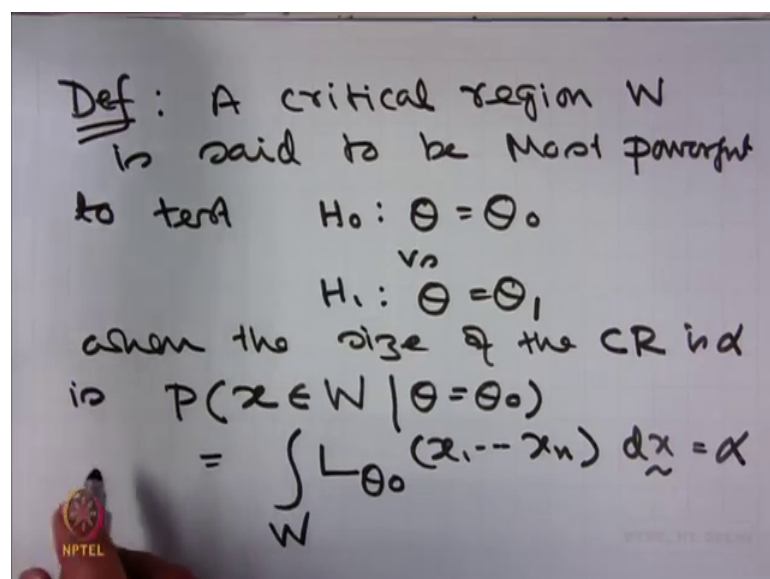 Def : A critical region W
is said to be Most powerful
to test H₀ : θ = θ₀
vs
H₁ : θ = θ₁
when the size of the CR is α
is P(x ∈ W | θ = θ₀)
= ∫_W L_θ₀ (x₁ -- xₙ) dx̰ = α
NPTEL